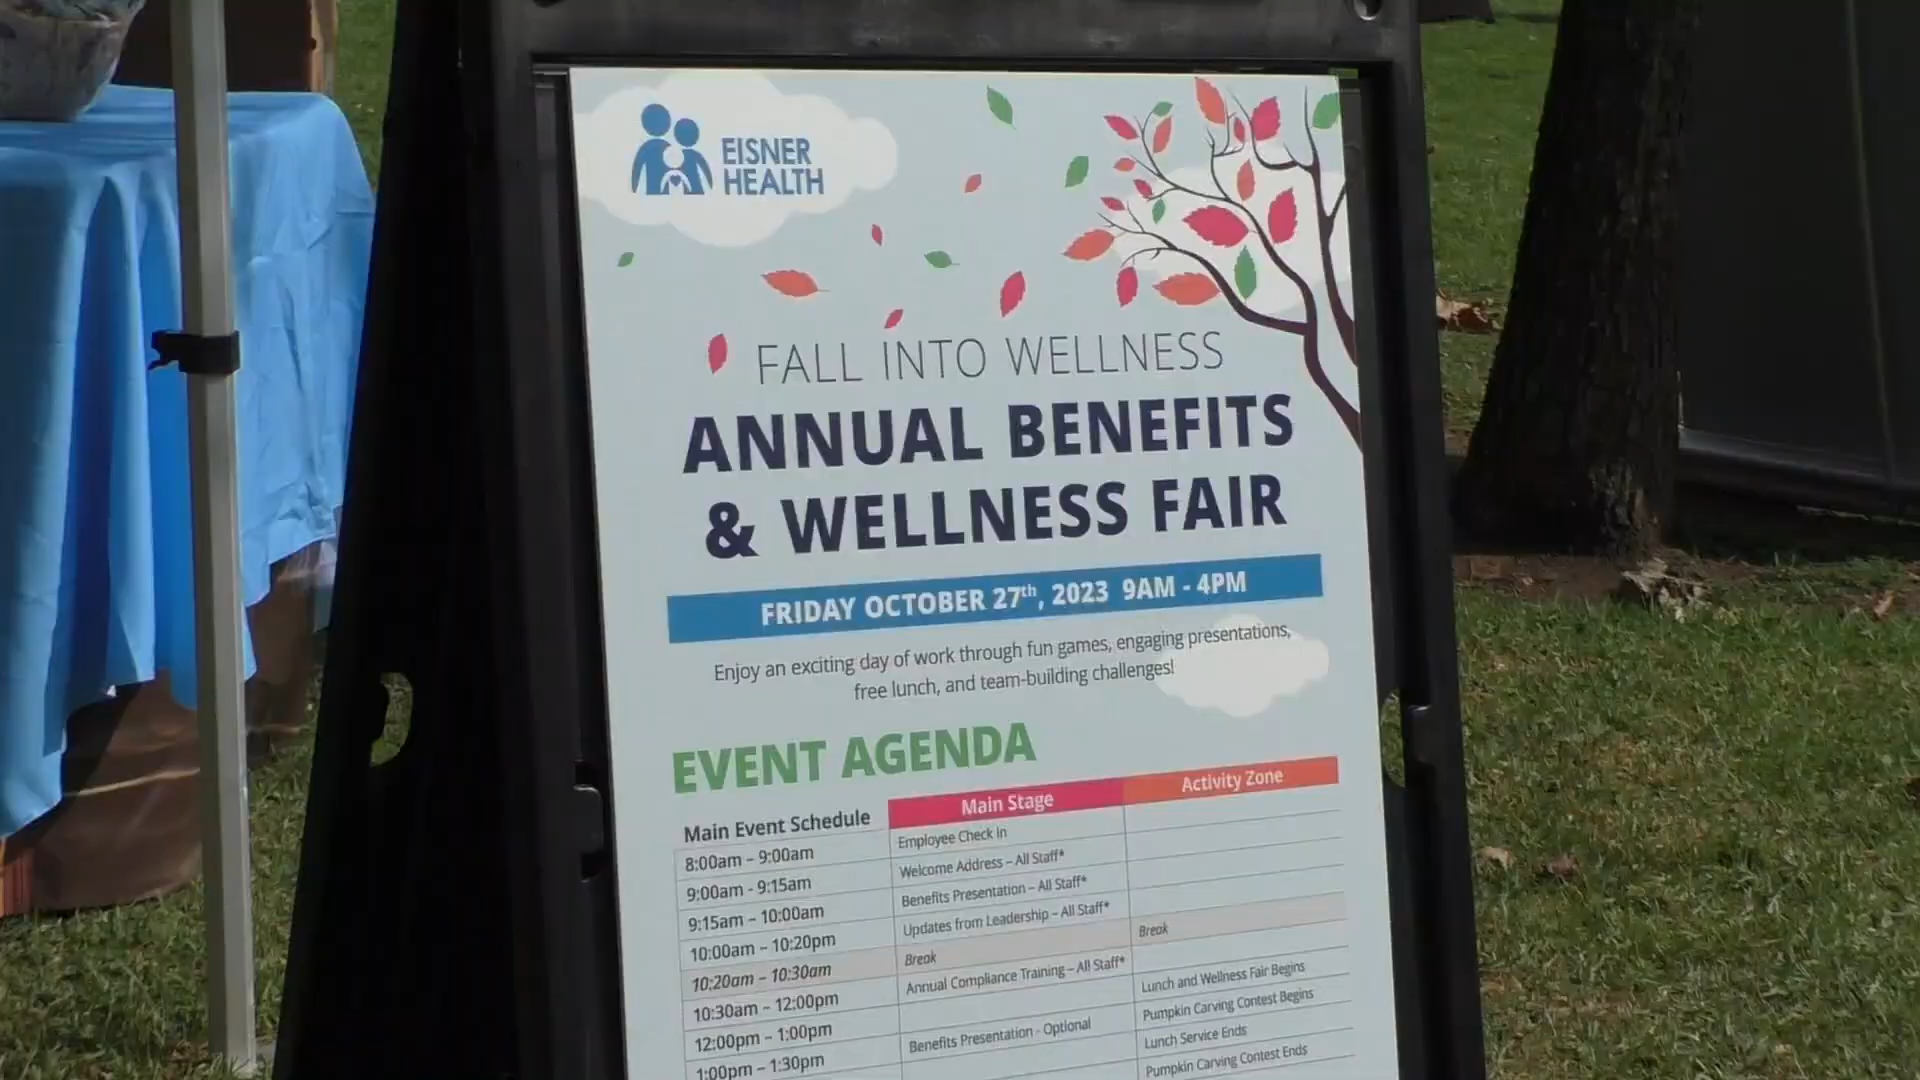 EISNER
HEALTH
FALL INTO WELLNESS
ANNUAL BENEFITS
& WELLNESS FAIR
FRIDAY OCTOBER 27th, 2023 9AM - 4PM
Enjoy an exciting day of work through fun games, engaging presentations,
free lunch, and team-building challenges!
EVENT AGENDA
Main Event Schedule Main Stage Activity Zone
8:00am – 9:00am Employee Check In
9:00am - 9:15am Welcome Address – All Staff*
9:15am – 10:00am Benefits Presentation – All Staff*
10:00am – 10:20pm Updates from Leadership – All Staff*
10:20am – 10:30am Break Break
10:30am – 12:00pm Annual Compliance Training – All Staff*
12:00pm – 1:00pm Lunch and Wellness Fair Begins
Pumpkin Carving Contest Begins
1:00pm – 1:30pm Benefits Presentation - Optional Lunch Service Ends
Pumpkin Carving Contest Ends